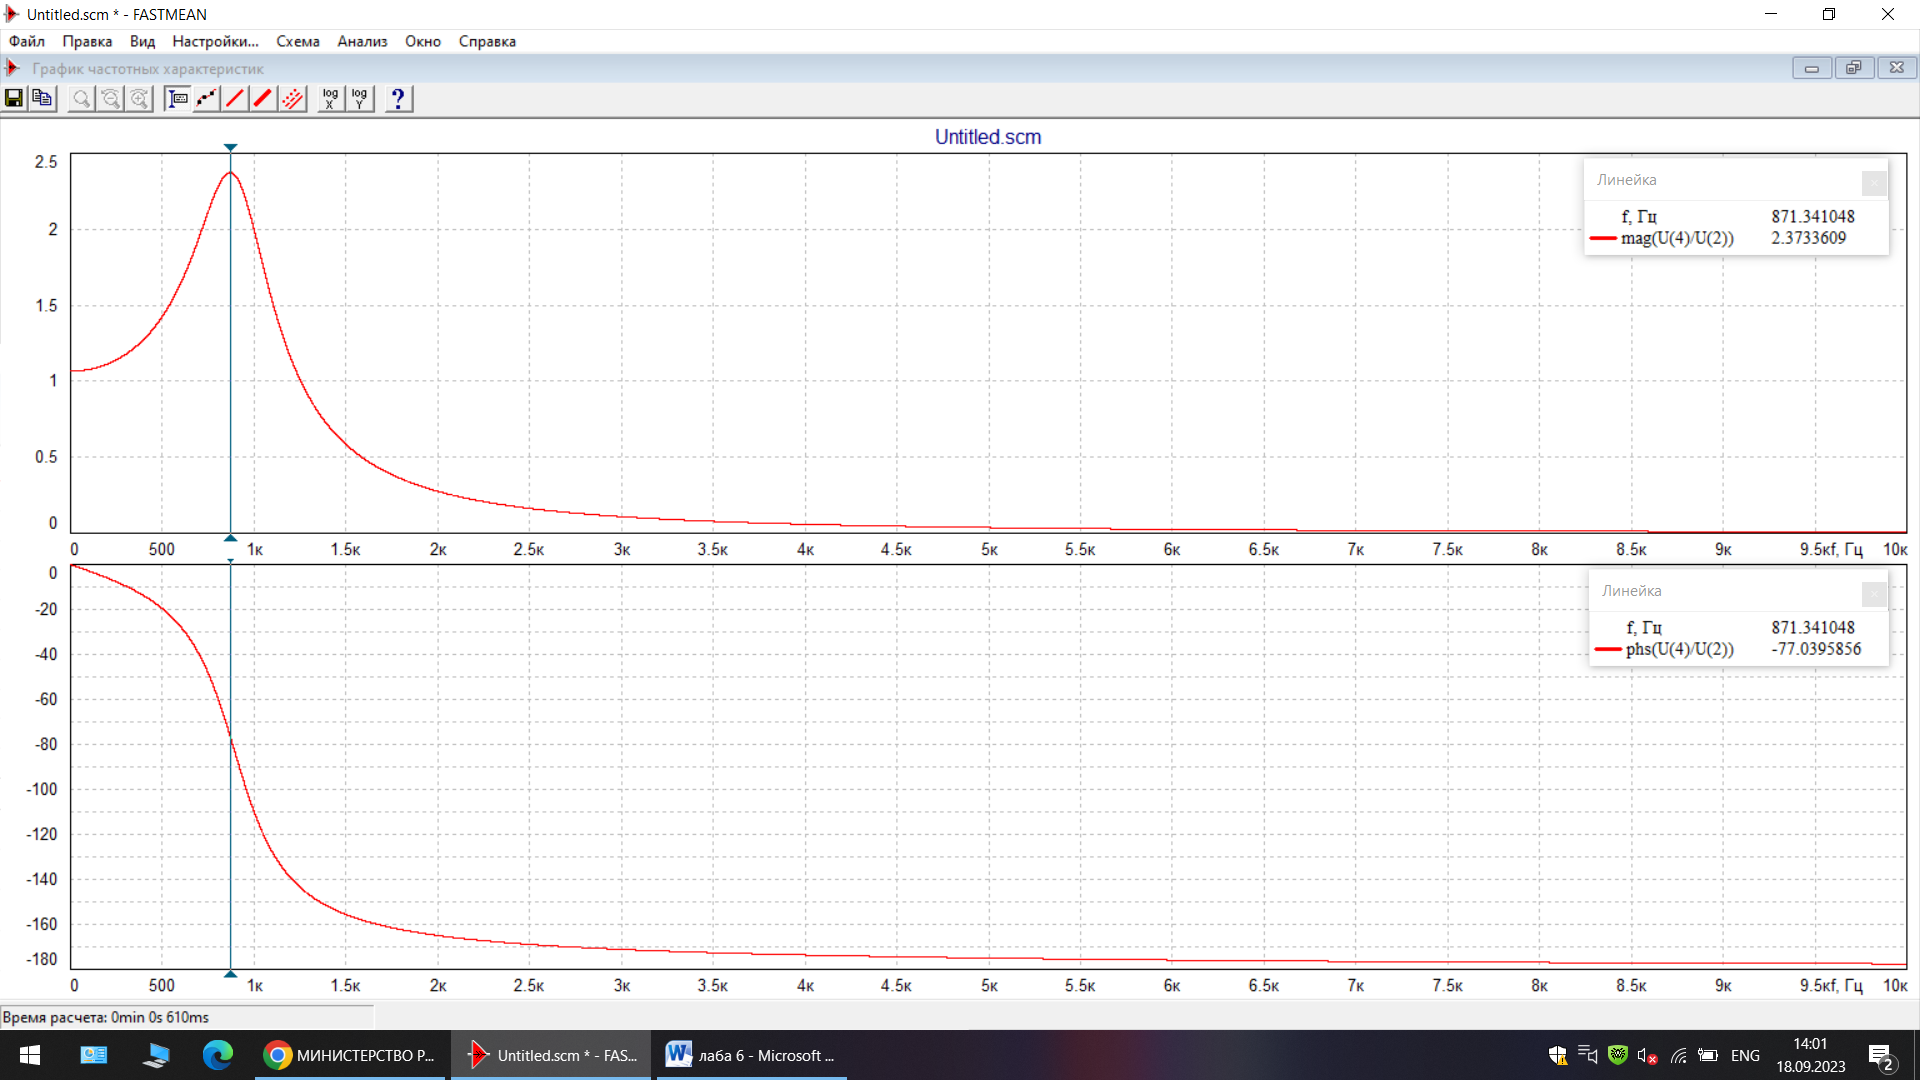 Untitled.scm * - FASTMEAN
Файл Правка Вид Настройки... Схема Анализ Окно Справка
График частотных характеристик
log X log Y ?
Untitled.scm
2.5
2
1.5
1
0.5
0
Линейка
f, Гц 871.341048
mag(U(4)/U(2)) 2.3733609
0 500 1к 1.5к 2к 2.5к 3к 3.5к 4к 4.5к 5к 5.5к 6к 6.5к 7к 7.5к 8к 8.5к 9к 9.5кf, Гц 10к
0
-20
-40
-60
-80
-100
-120
-140
-160
-180
Линейка
f, Гц 871.341048
phs(U(4)/U(2)) -77.0395856
0 500 1к 1.5к 2к 2.5к 3к 3.5к 4к 4.5к 5к 5.5к 6к 6.5к 7к 7.5к 8к 8.5к 9к 9.5кf, Гц 10к
Время расчета: 0min 0s 610ms
МИНИСТЕРСТВО Р... Untitled.scm * - FAS... лаба 6 - Microsoft ... ENG 14:01
18.09.2023 2